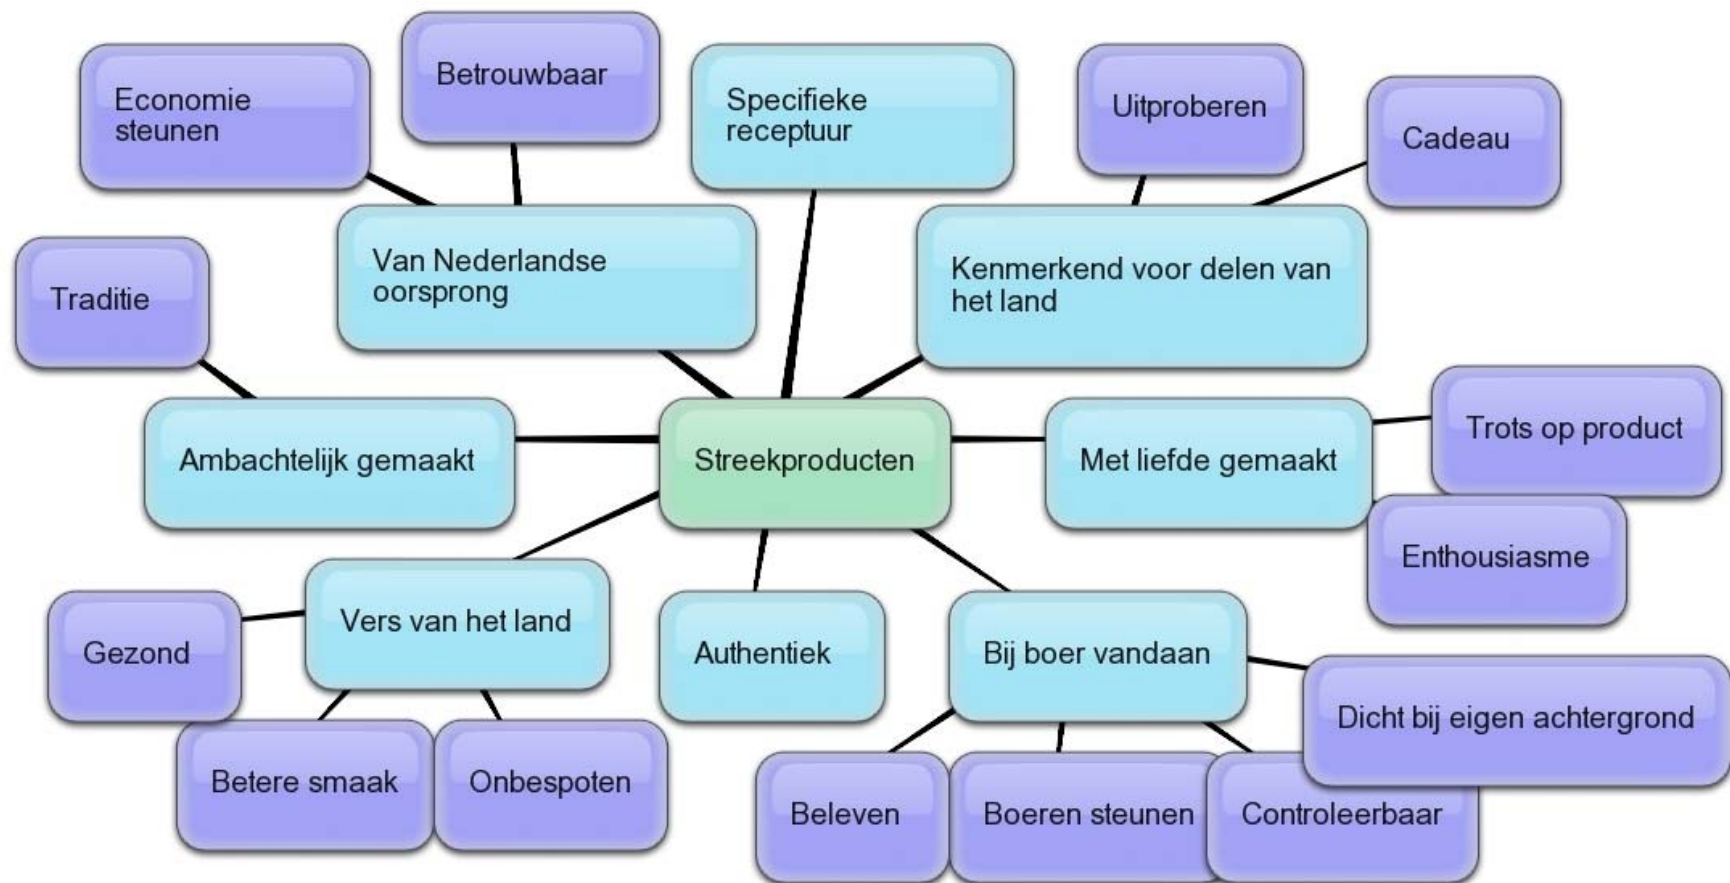 Economie
steunen
Betrouwbaar
Specifieke
receptuur
Uitproberen
Cadeau
Van Nederlandse
oorsprong
Kenmerkend voor delen van
het land
Traditie
Ambachtelijk gemaakt
Streekproducten
Met liefde gemaakt
Trots op product
Enthousiasme
Gezond
Vers van het land
Authentiek
Bij boer vandaan
Dicht bij eigen achtergrond
Betere smaak
Onbespoten
Beleven
Boeren steunen
Controleerbaar